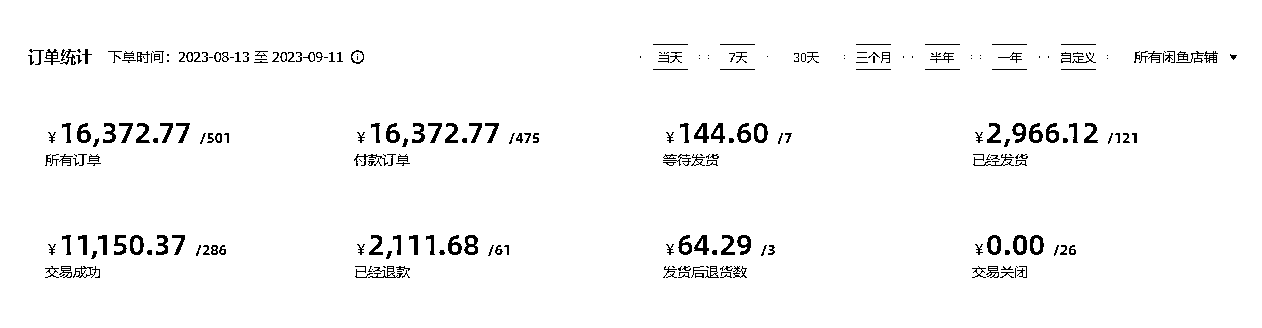 订单统计 下单时间：2023-08-13 至 2023-09-11 当天 7天 30天 三个月 半年 一年 自定义 所有闲鱼店铺
¥16,372.77 /501 ¥16,372.77 /475 ¥144.60 /7 ¥2,966.12 /121
所有订单 付款订单 等待发货 已经发货
¥11,150.37 /286 ¥2,111.68 /61 ¥64.29 /3 ¥0.00 /26
交易成功 已经退款 发货后退货数 交易关闭